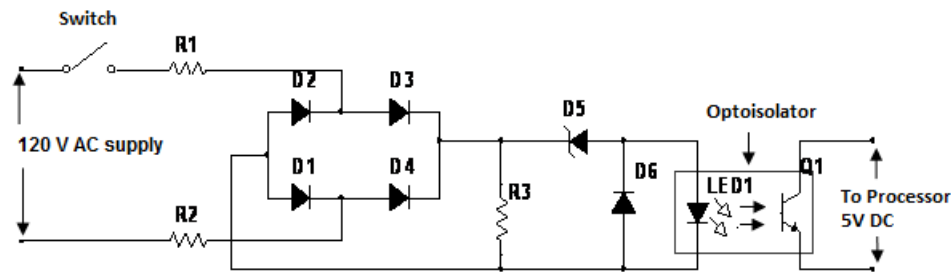 Switch
R1
D2
D3
D5
Optoisolator
120 V AC supply
D1
D4
R3
D6
LED1
Q1
To Processor
5V DC
R2